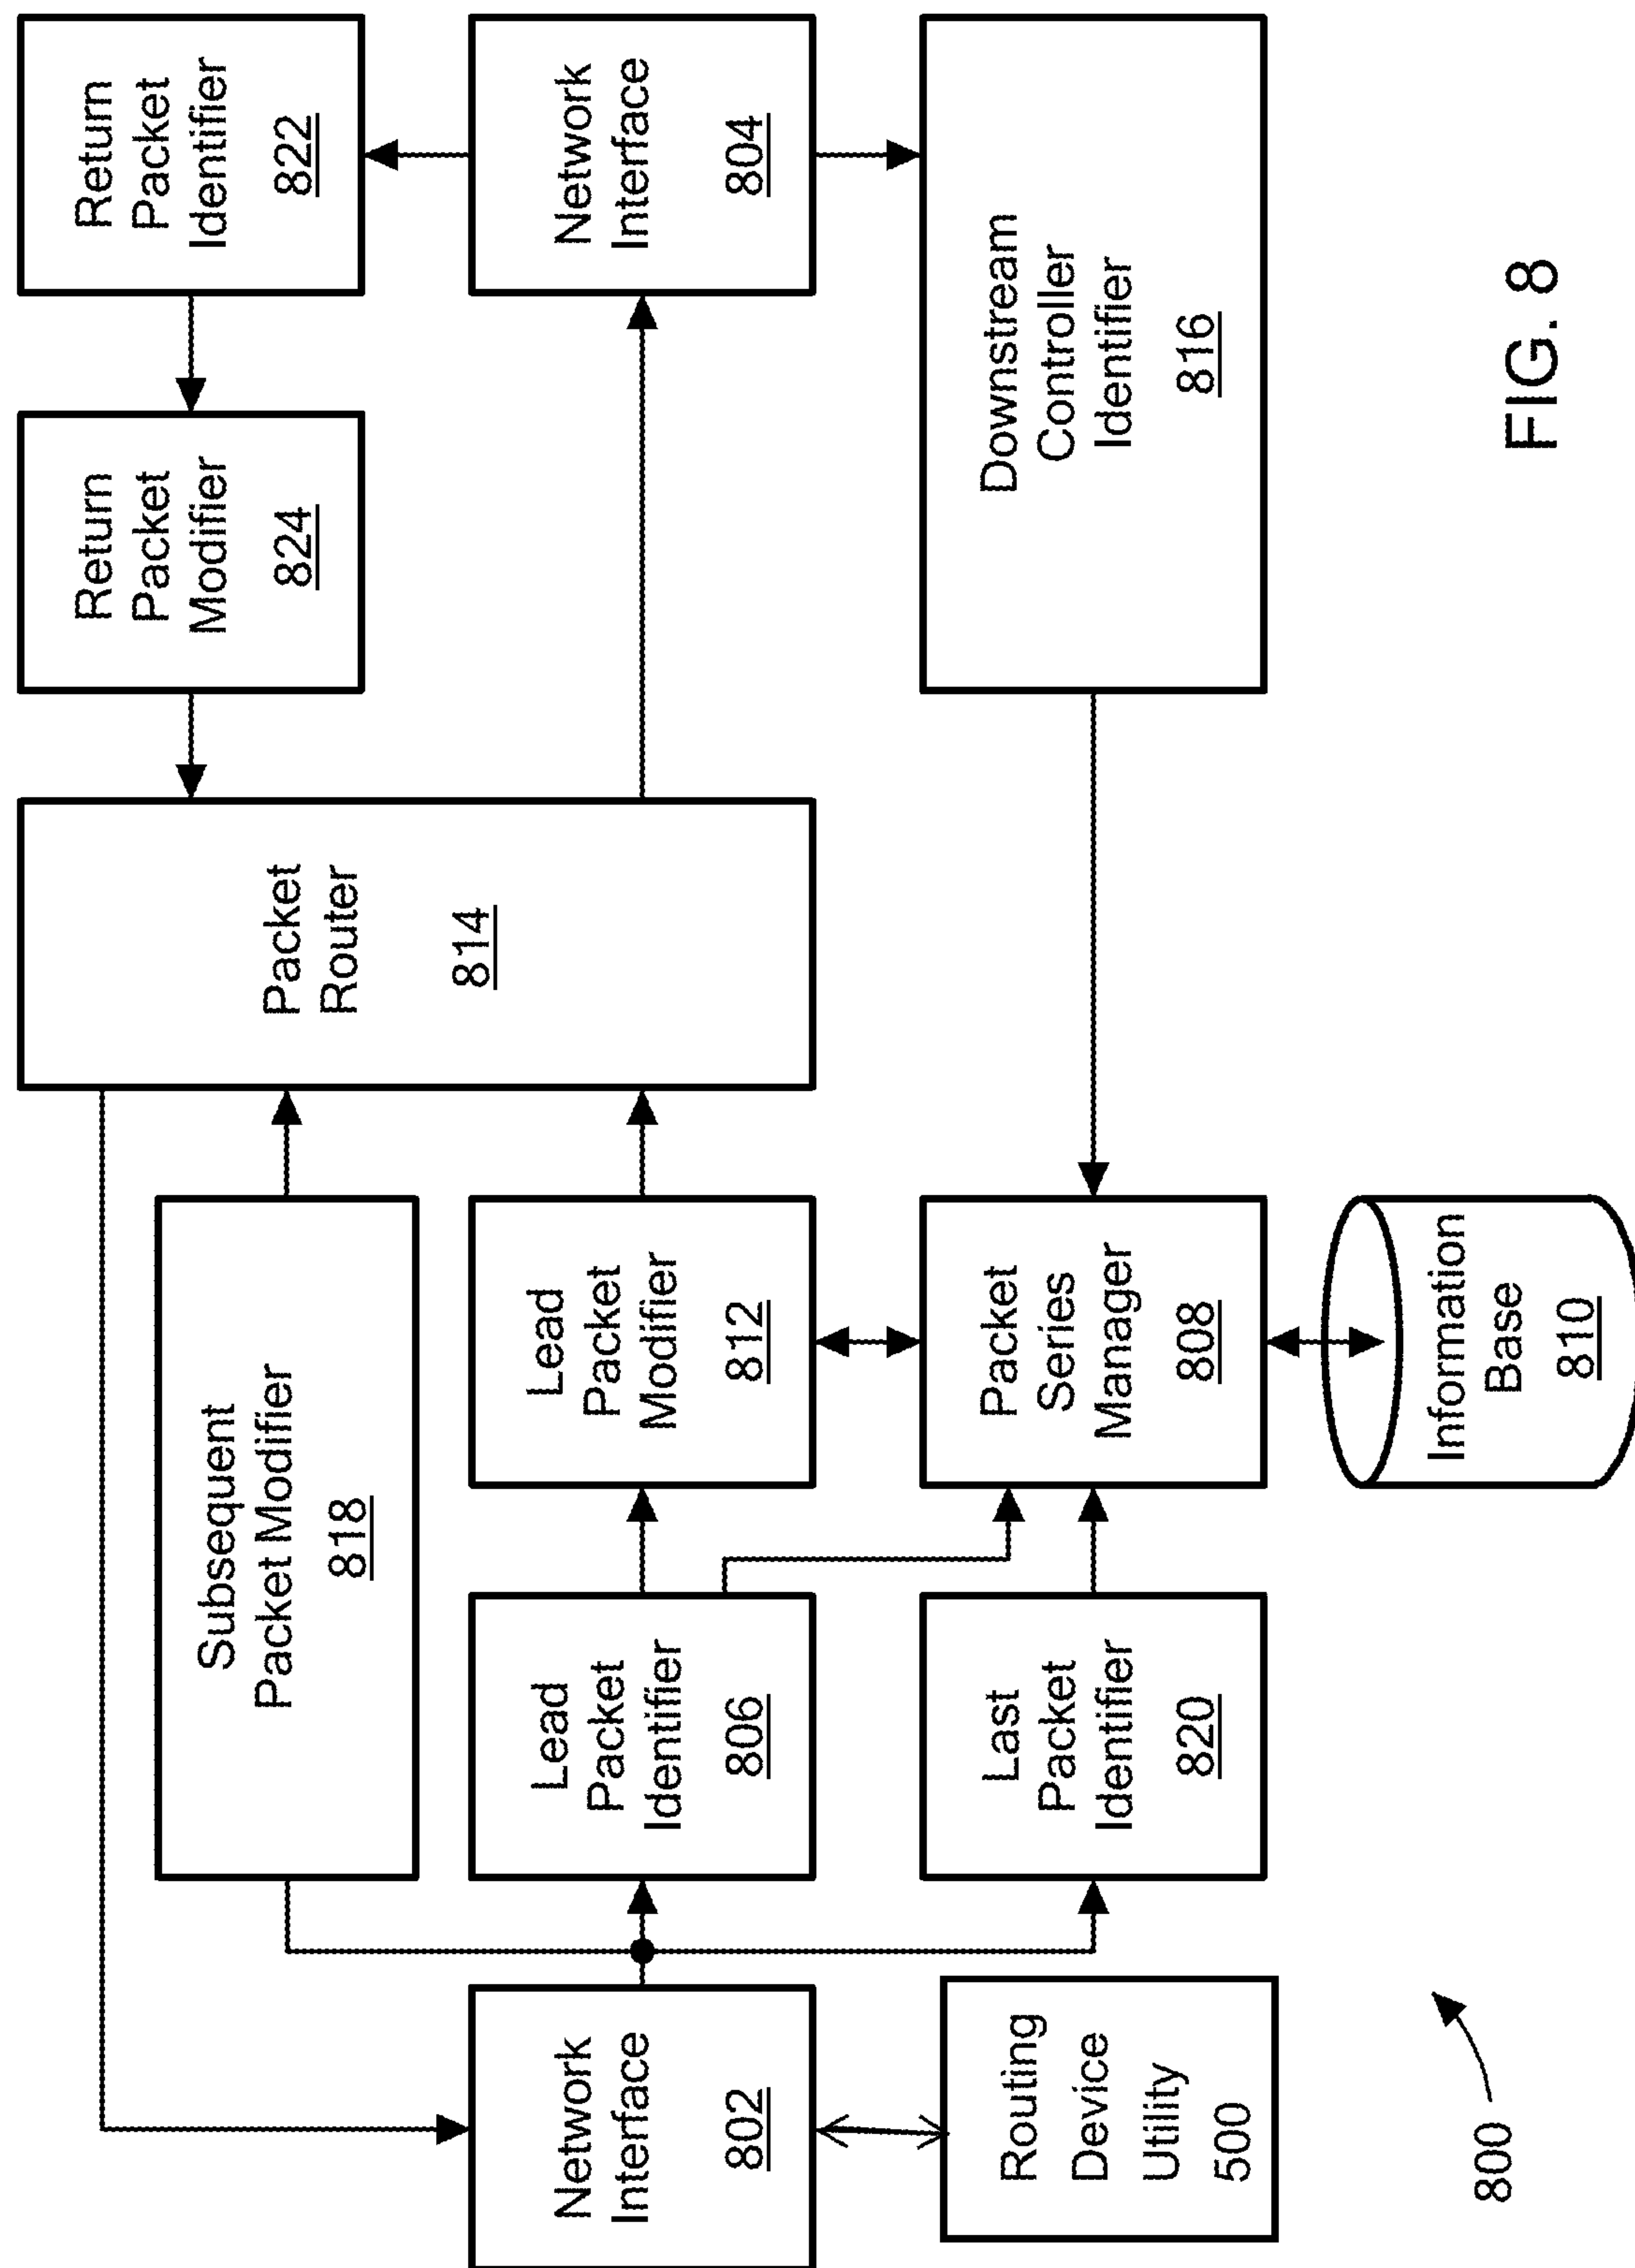 Return
Packet
Identifier
822
Return
Packet
Modifier
824
Network
Interface
804
Packet
Router
814
Downstream
Controller
Identifier
816
Subsequent
Packet Modifier
818
Lead
Packet
Modifier
812
Packet
Series
Manager
808
Information
Base
810
Lead
Packet
Identifier
806
Last
Packet
Identifier
820
Network
Interface
802
Routing
Device
Utility
500
800
FIG. 8